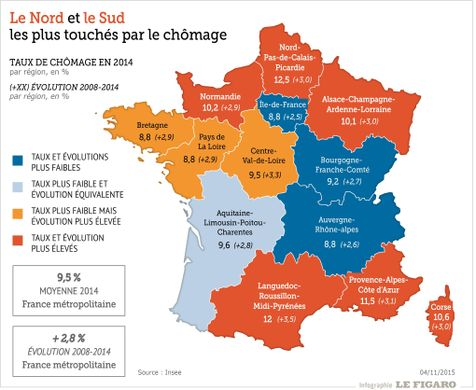 Le Nord et le Sud
les plus touchés par le chômage
TAUX DE CHÔMAGE EN 2014
par région, en %
(+XX) ÉVOLUTION 2008-2014
par région, en %
Nord-
Pas-de-Calais-
Picardie
12,5 (+3,0)
Normandie
10,2 (+2,9)
Île-de-France
8,8 (+2,5)
Alsace-Champagne-
Ardenne-Lorraine
10,1 (+3,0)
Bretagne
8,8 (+2,9)
Pays de
La Loire
8,8 (+2,9)
Centre-
Val-de-Loire
9,5 (+3,3)
Bourgogne-
Franche-Comté
9,2 (+2,7)
TAUX ET ÉVOLUTIONS
PLUS FAIBLES
TAUX PLUS FAIBLE ET
ÉVOLUTION ÉQUIVALENTE
TAUX PLUS FAIBLE MAIS
ÉVOLUTION PLUS ÉLEVÉE
TAUX ET ÉVOLUTION
PLUS ÉLEVÉS
Aquitaine-
Limousin-Poitou-
Charentes
9,6 (+2,8)
Auvergne-
Rhône-alpes
8,8 (+2,6)
9,5 %
MOYENNE 2014
France métropolitaine
Languedoc-
Roussillon-
Midi-Pyrénées
12 (+3,5)
Provence-Alpes-
Côte d'Azur
11,5 (+3,1)
Corse
10,6
(+3,0)
+ 2,8 %
ÉVOLUTION 2008-2014
France métropolitaine
Source : Insee
04/11/2015
Infographie LE FIGARO